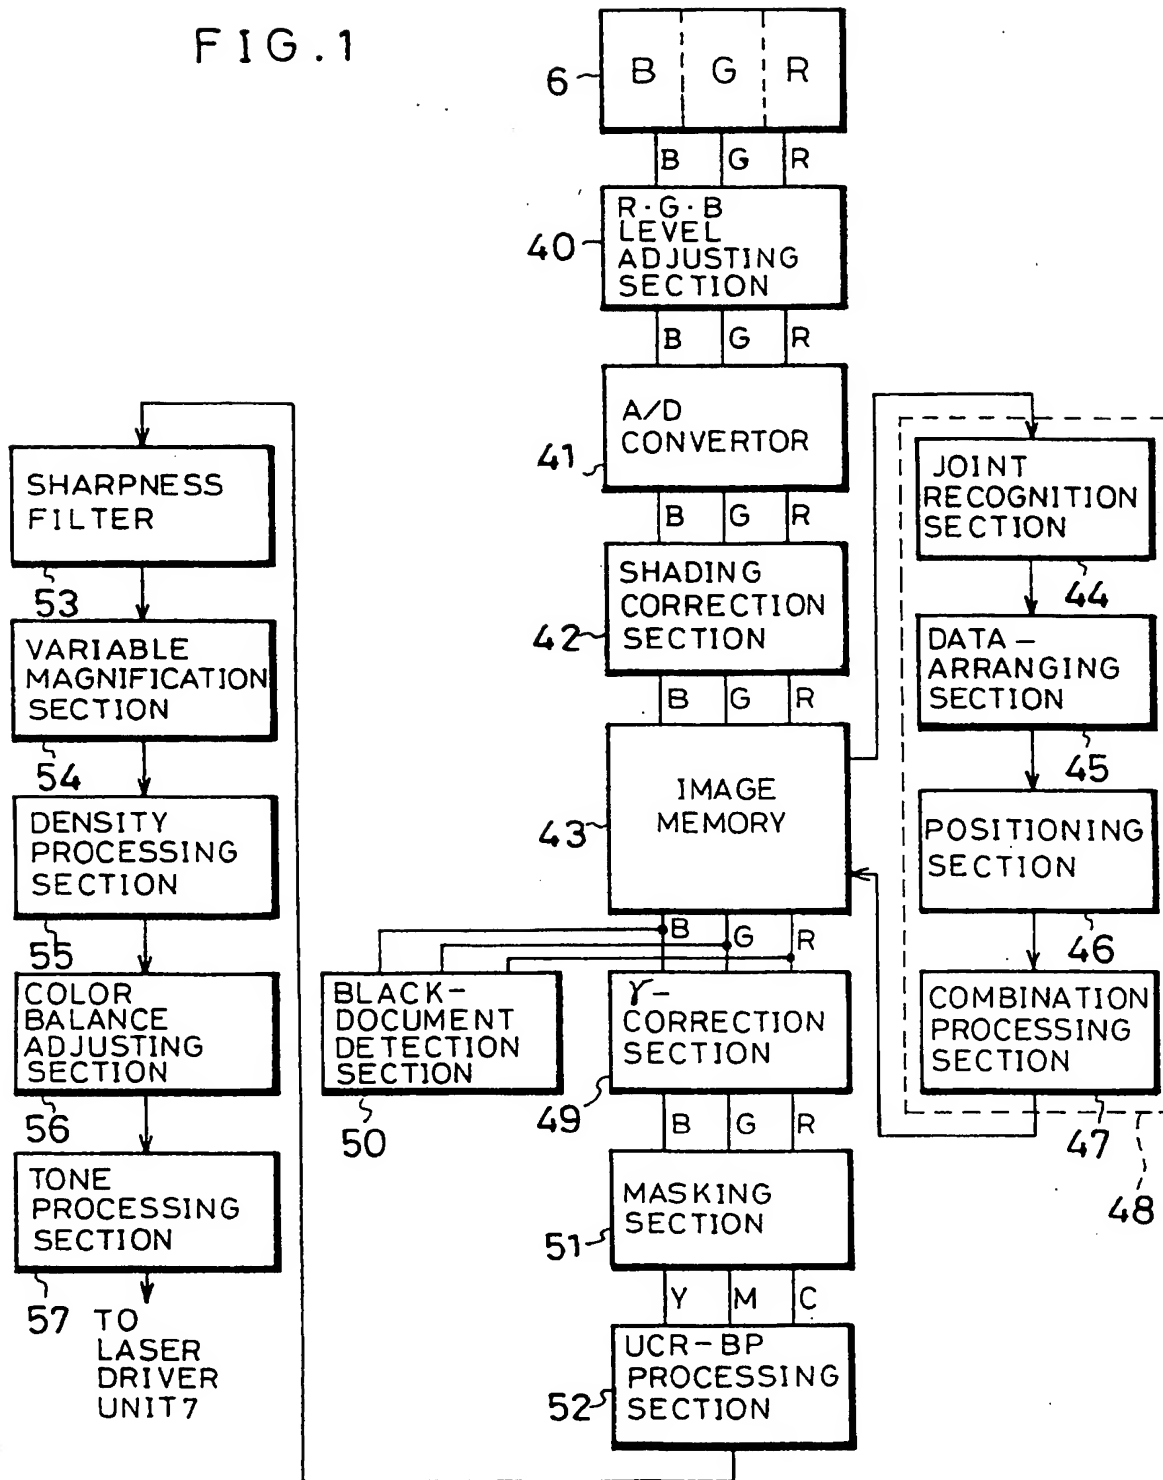 FIG.1
6
B G R
B G R
40
R·G·B
LEVEL
ADJUSTING
SECTION
B G R
41
A/D
CONVERTOR
B G R
42
SHADING
CORRECTION
SECTION
B G R
43
IMAGE
MEMORY
JOINT
RECOGNITION
SECTION
44
DATA-
ARRANGING
SECTION
45
POSITIONING
SECTION
46
COMBINATION
PROCESSING
SECTION
47
48
B G R
BLACK-
DOCUMENT
DETECTION
SECTION
50
γ-
CORRECTION
SECTION
49
B G R
MASKING
SECTION
51
Y M C
UCR-BP
PROCESSING
SECTION
52
SHARPNESS
FILTER
53
VARIABLE
MAGNIFICATION
SECTION
54
DENSITY
PROCESSING
SECTION
55
COLOR
BALANCE
ADJUSTING
SECTION
56
TONE
PROCESSING
SECTION
57
TO
LASER
DRIVER
UNIT7